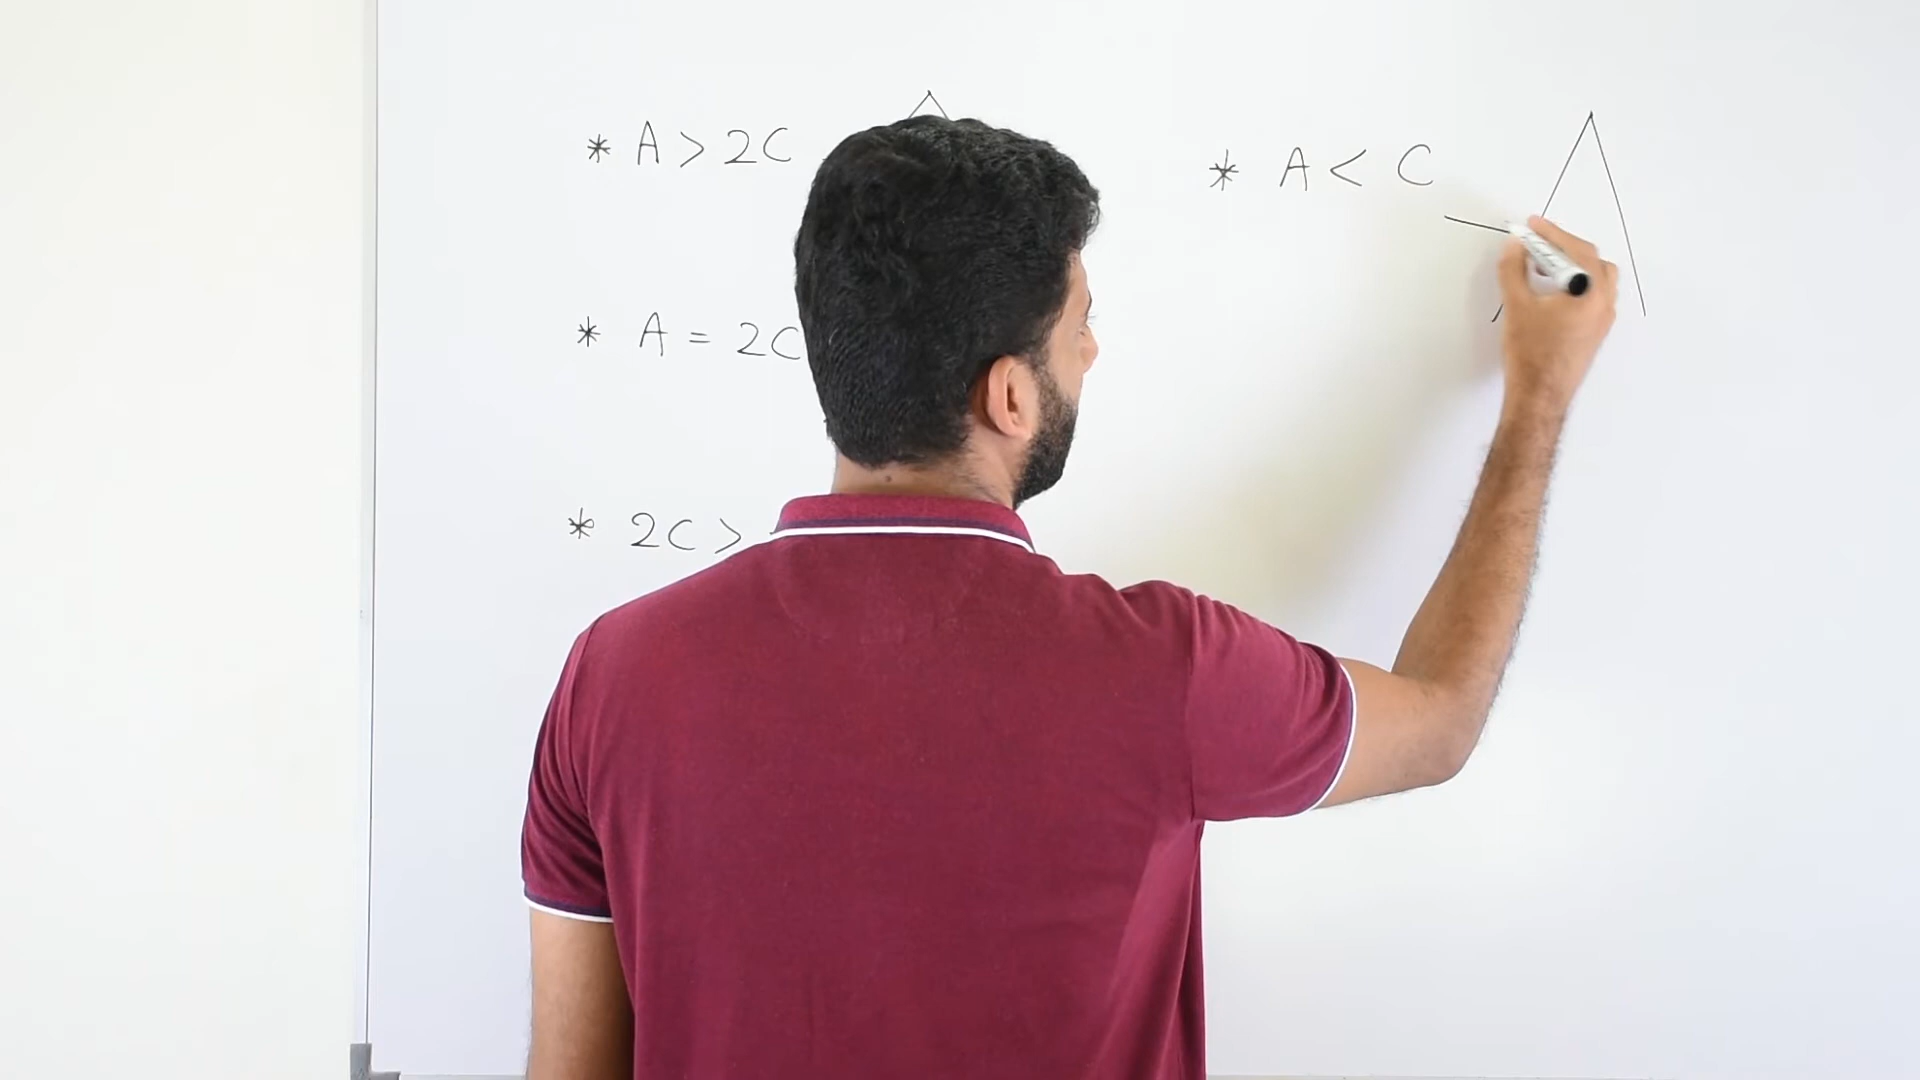 * A > 2C
* A = 2C
* 2C >
* A < C